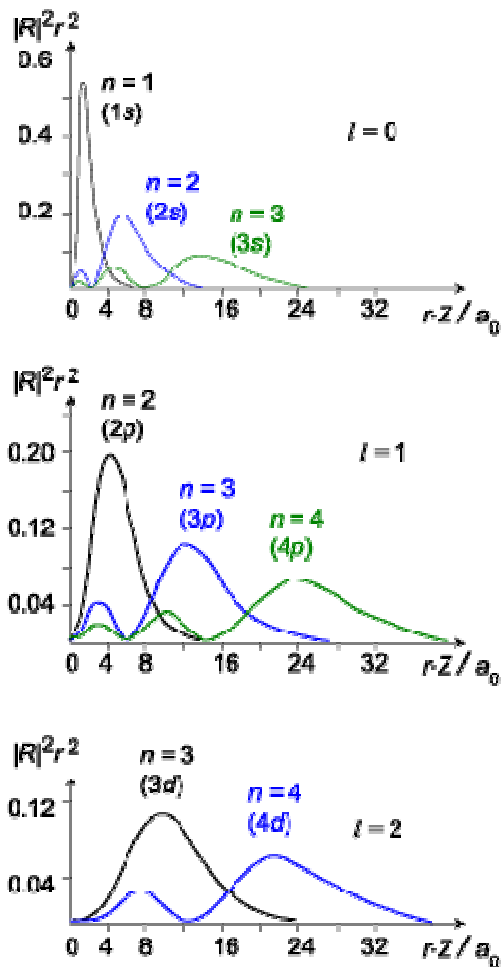 |R|²r²
0.6
n = 1
(1s)
0.4
l = 0
n = 2
(2s)
n = 3
(3s)
0.2
0 4 8 16 24 32 r·Z / a₀
|R|²r²
n = 2
(2p)
0.20
l = 1
n = 3
(3p)
n = 4
(4p)
0.12
0.04
0 4 8 16 24 32 r·Z / a₀
|R|²r²
n = 3
(3d)
0.12
n = 4
(4d)
l = 2
0.04
0 4 8 16 24 32 r·Z / a₀